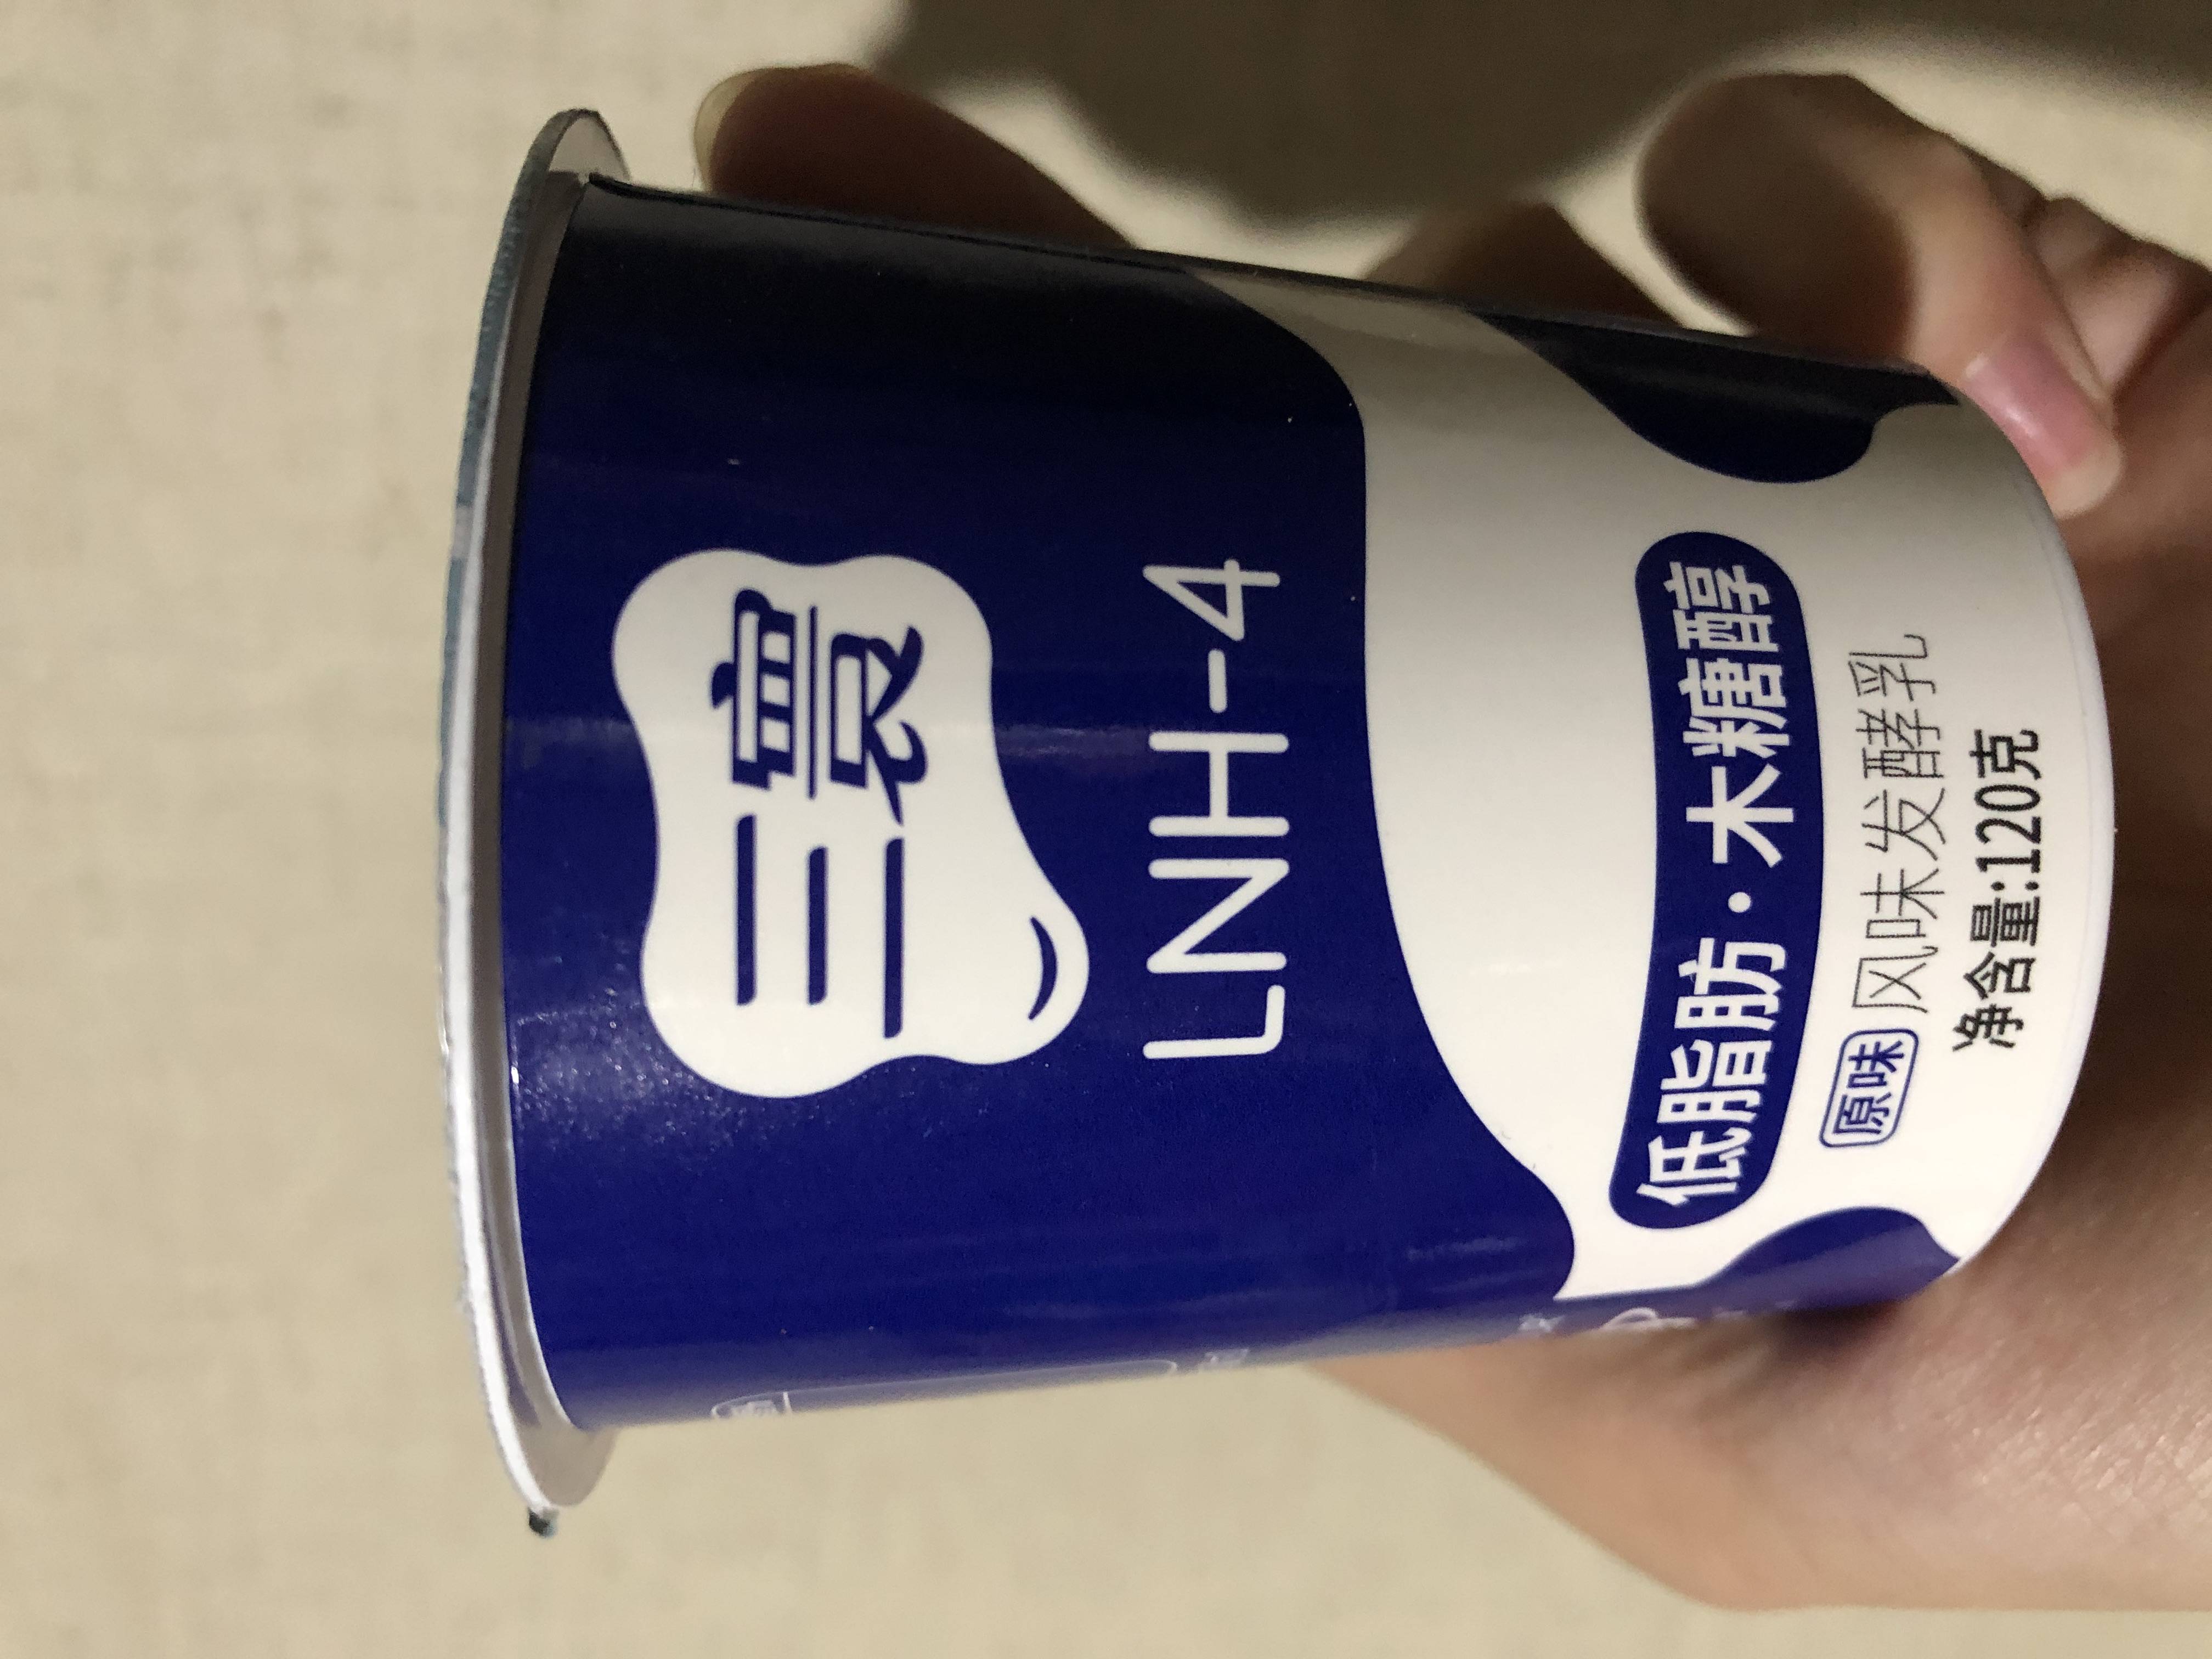 三賔
LNH-4
低脂肪·木糖醇
原味 风味发酵乳
净含量:120克